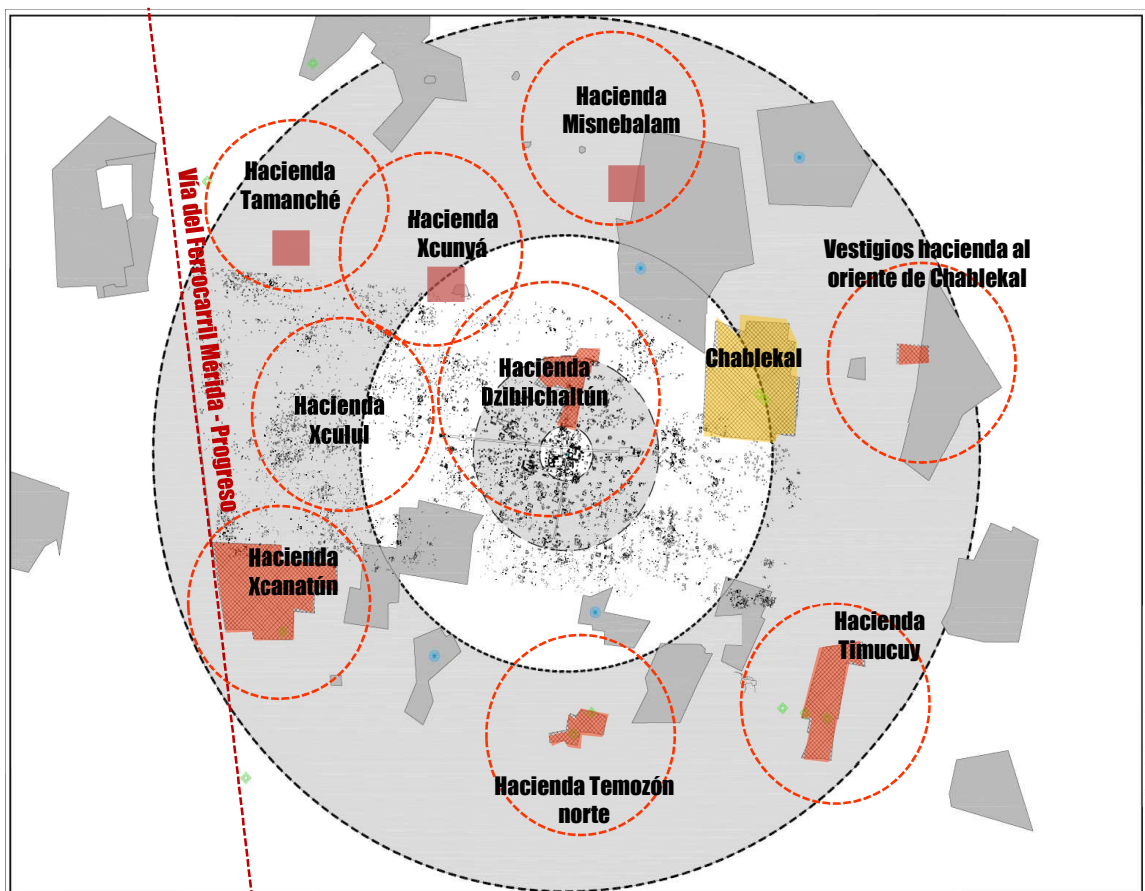 Hacienda
Misnebalam
Hacienda
Tamanché
Hacienda
Xcunyá
Vestigios hacienda al
oriente de Chablekal
Vía del Ferrocarril Mérida - Progreso
Chablekal
Hacienda
Dzibilchaltún
Hacienda
Xculul
Hacienda
Xcanatún
Hacienda
Timucuy
Hacienda Temozón
norte